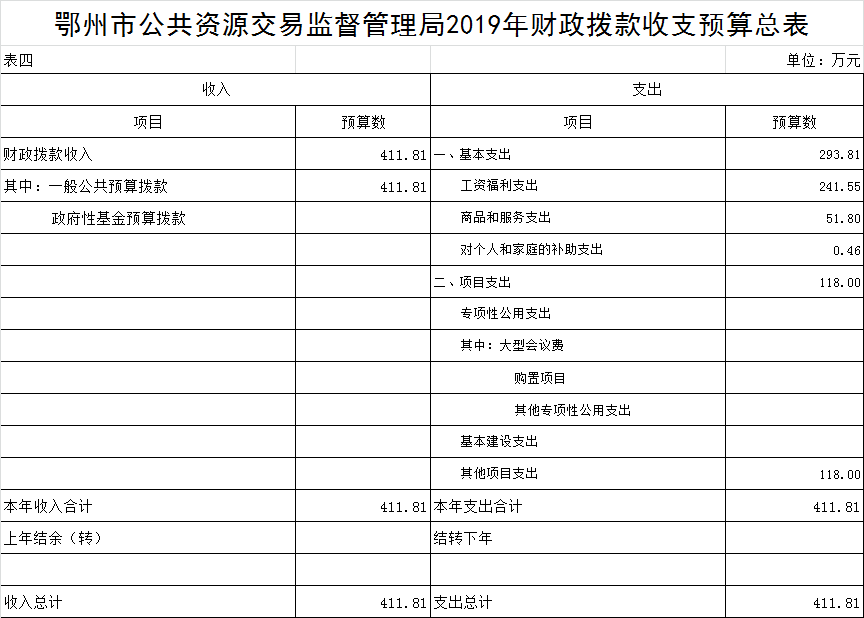 鄂州市公共资源交易监督管理局2019年财政拨款收支预算总表
表四 单位：万元
收入 支出
项目 预算数 项目 预算数
财政拨款收入 411.81 一、基本支出 293.81
其中：一般公共预算拨款 411.81 工资福利支出 241.55
政府性基金预算拨款 商品和服务支出 51.80
对个人和家庭的补助支出 0.46
二、项目支出 118.00
专项性公用支出
其中：大型会议费
购置项目
其他专项性公用支出
基本建设支出
其他项目支出 118.00
本年收入合计 411.81 本年支出合计 411.81
上年结余（转） 结转下年
收入总计 411.81 支出总计 411.81